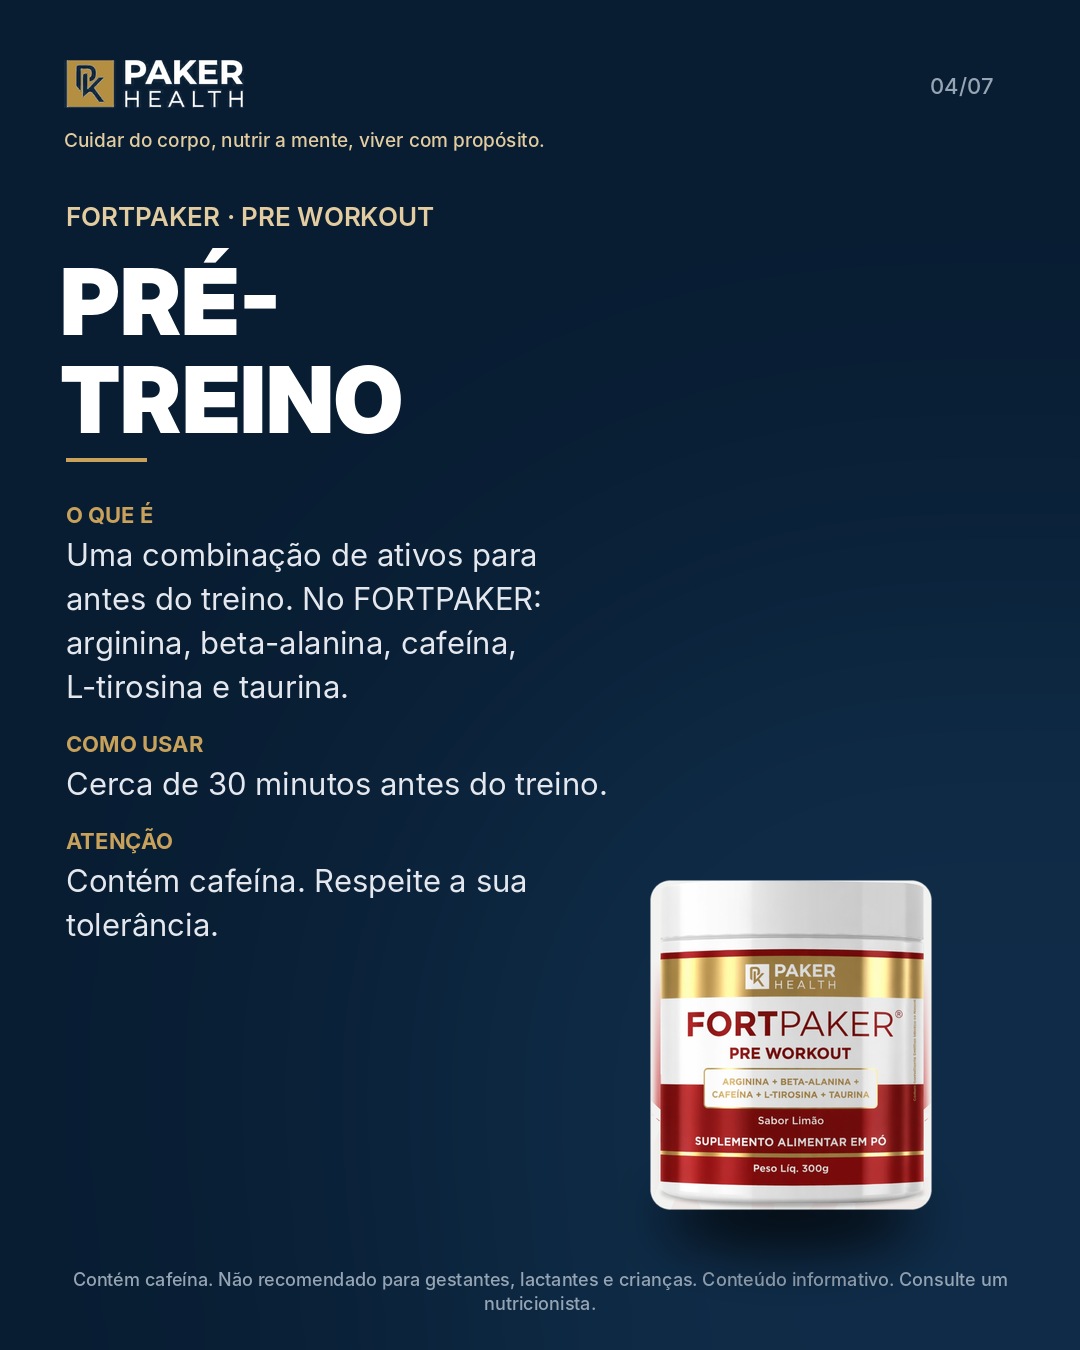 PAKER
HEALTH
04/07
Cuidar do corpo, nutrir a mente, viver com propósito.
FORTPAKER · PRE WORKOUT
PRÉ-
TREINO
O QUE É
Uma combinação de ativos para
antes do treino. No FORTPAKER:
arginina, beta-alanina, cafeína,
L-tirosina e taurina.
COMO USAR
Cerca de 30 minutos antes do treino.
ATENÇÃO
Contém cafeína. Respeite a sua
tolerância.
PAKER
HEALTH
FORTPAKER®
PRE WORKOUT
ARGININA + BETA-ALANINA +
CAFEÍNA + L-TIROSINA + TAURINA
Sabor Limão
SUPLEMENTO ALIMENTAR EM PÓ
Peso Líq. 300g
Contém cafeína. Não recomendado para gestantes, lactantes e crianças. Conteúdo informativo. Consulte um
nutricionista.